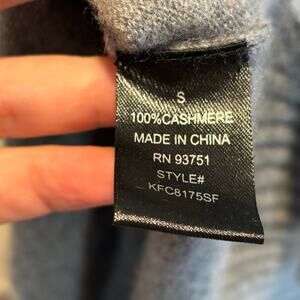 S
100%CASHMERE
MADE IN CHINA
RN 93751
STYLE#
KFC8175SF